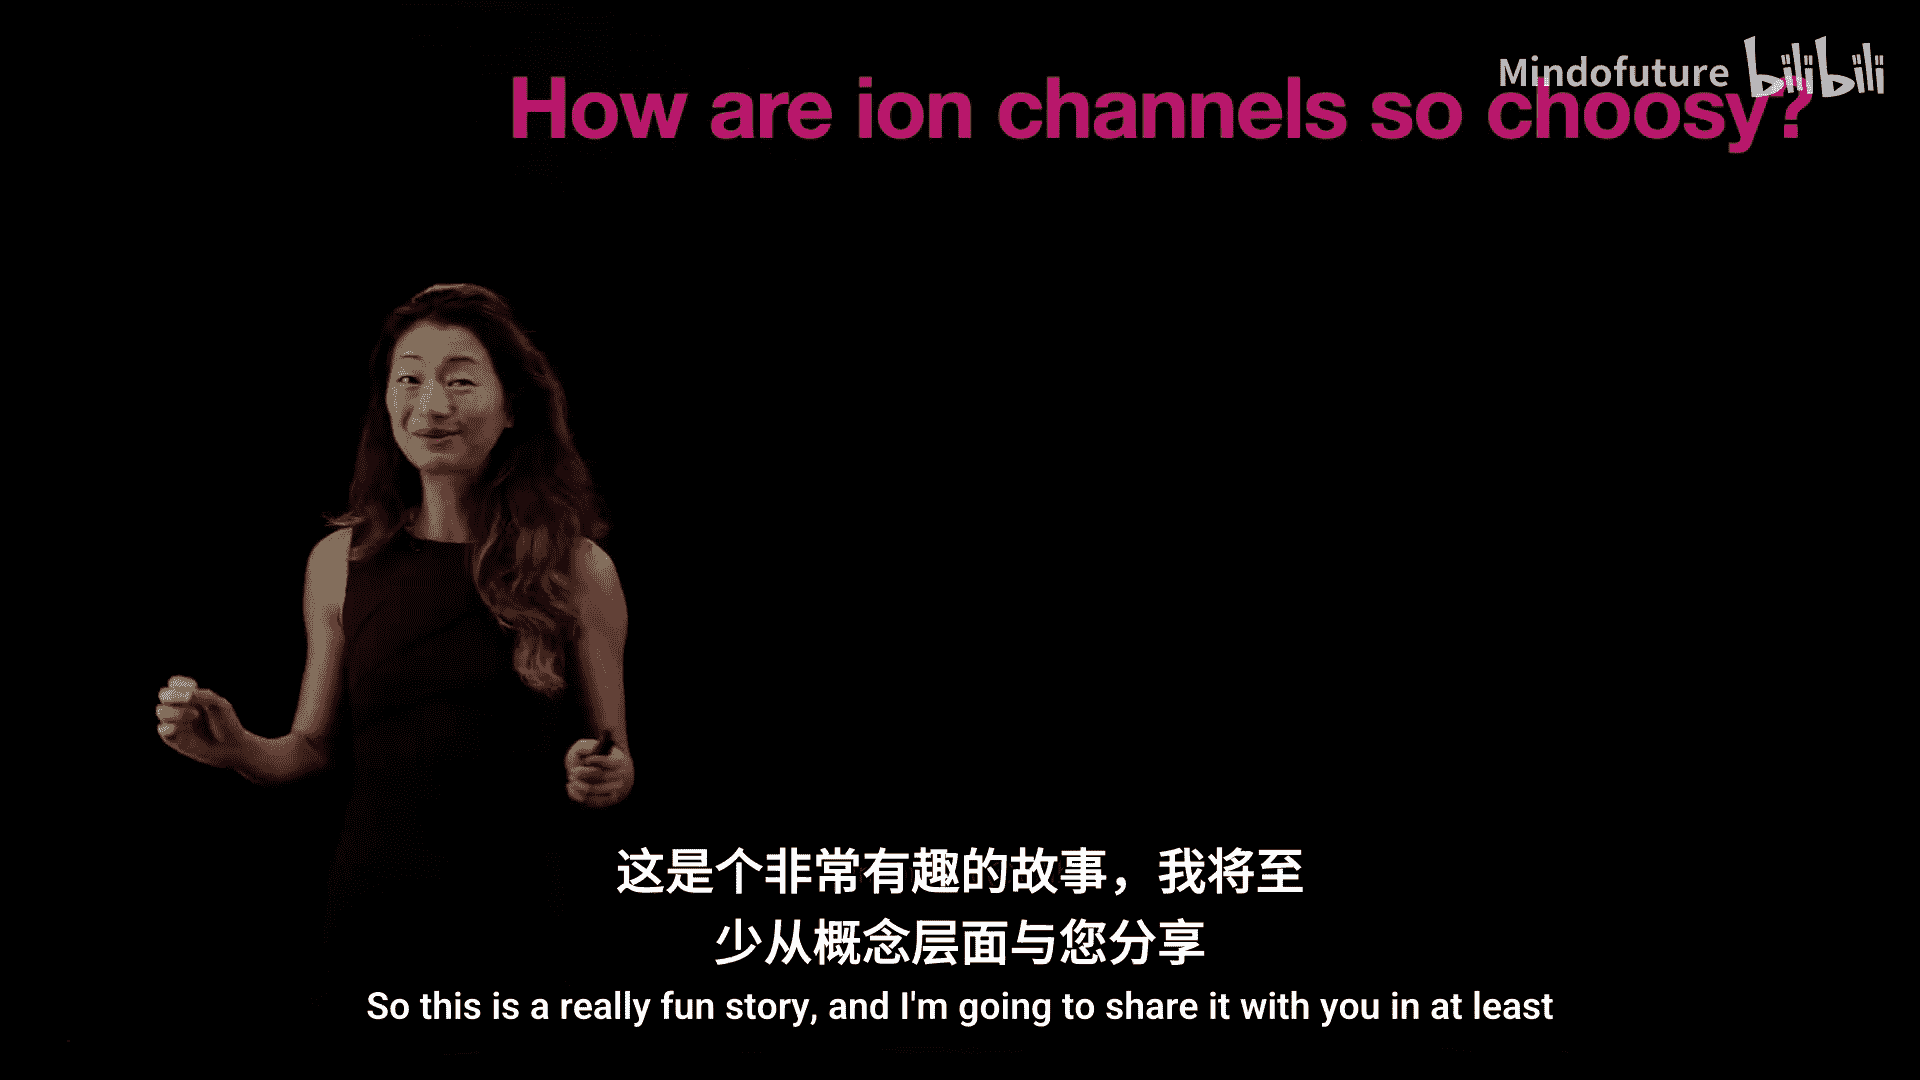 Mindofuture bilibili
How are ion channels so choosy?
这是个非常有趣的故事，我将至
少从概念层面与您分享
So this is a really fun story, and I'm going to share it with you in at least